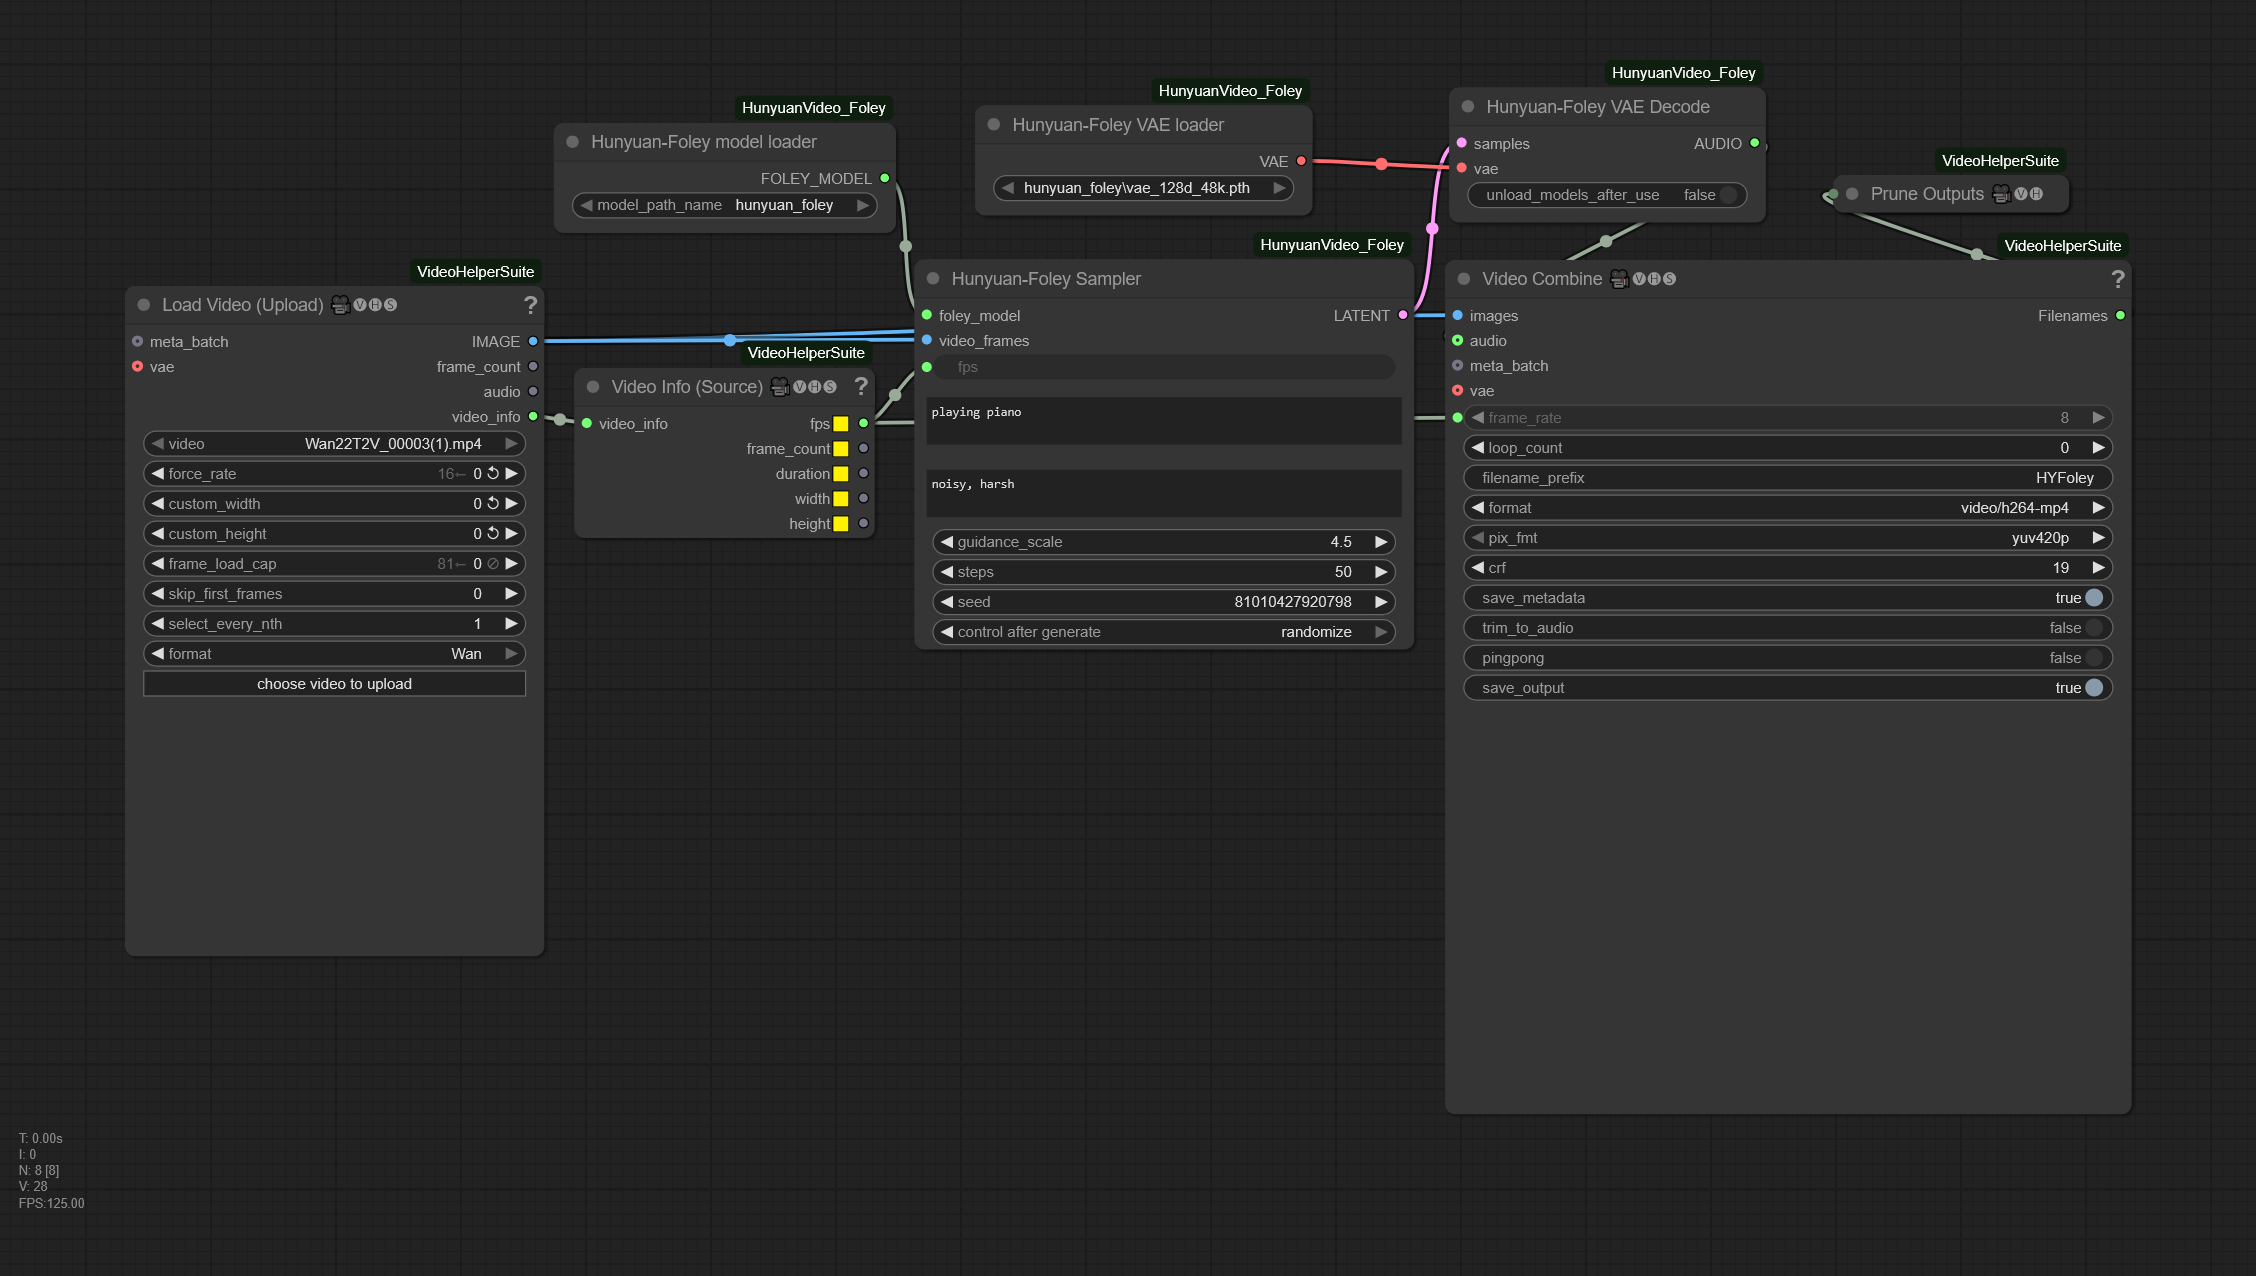 HunyuanVideo_Foley
Hunyuan-Foley model loader
FOLEY_MODEL
model_path_name hunyuan_foley
HunyuanVideo_Foley
Hunyuan-Foley VAE loader
VAE
hunyuan_foley\vae_128d_48k.pth
HunyuanVideo_Foley
Hunyuan-Foley VAE Decode
samples AUDIO
vae
unload_models_after_use false
VideoHelperSuite
Prune Outputs 🎥🅥🅗
VideoHelperSuite
Load Video (Upload) 🎥🅥🅗🅢 ?
meta_batch IMAGE
vae frame_count
audio
video_info
video Wan22T2V_00003(1).mp4
force_rate 16← 0
custom_width 0
custom_height 0
frame_load_cap 81← 0
skip_first_frames 0
select_every_nth 1
format Wan
choose video to upload
VideoHelperSuite
Video Info (Source) 🎥🅥🅗🅢 ?
video_info fps🟨
frame_count🟨
duration🟨
width🟨
height🟨
HunyuanVideo_Foley
Hunyuan-Foley Sampler
foley_model LATENT
video_frames
fps
playing piano
noisy, harsh
guidance_scale 4.5
steps 50
seed 81010427920798
control after generate randomize
VideoHelperSuite
Video Combine 🎥🅥🅗🅢 ?
images Filenames
audio
meta_batch
vae
frame_rate 8
loop_count 0
filename_prefix HYFoley
format video/h264-mp4
pix_fmt yuv420p
crf 19
save_metadata true
trim_to_audio false
pingpong false
save_output true
T: 0.00s
I: 0
N: 8 [8]
V: 28
FPS:125.00